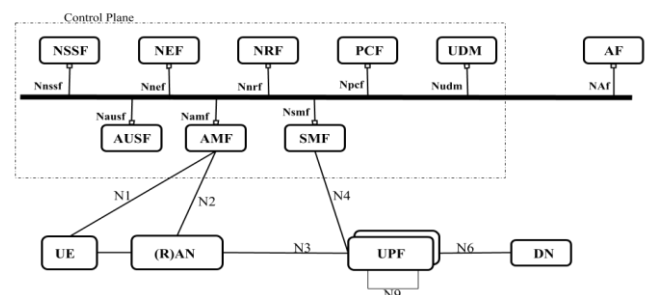 Control Plane
NSSF NEF NRF PCF UDM AF
Nnssf Nnef Nnrf Npcf Nudm NAf
Nausf Namf Nsmf
AUSF AMF SMF
N1 N2 N4
UE (R)AN N3 UPF N6 DN
N9